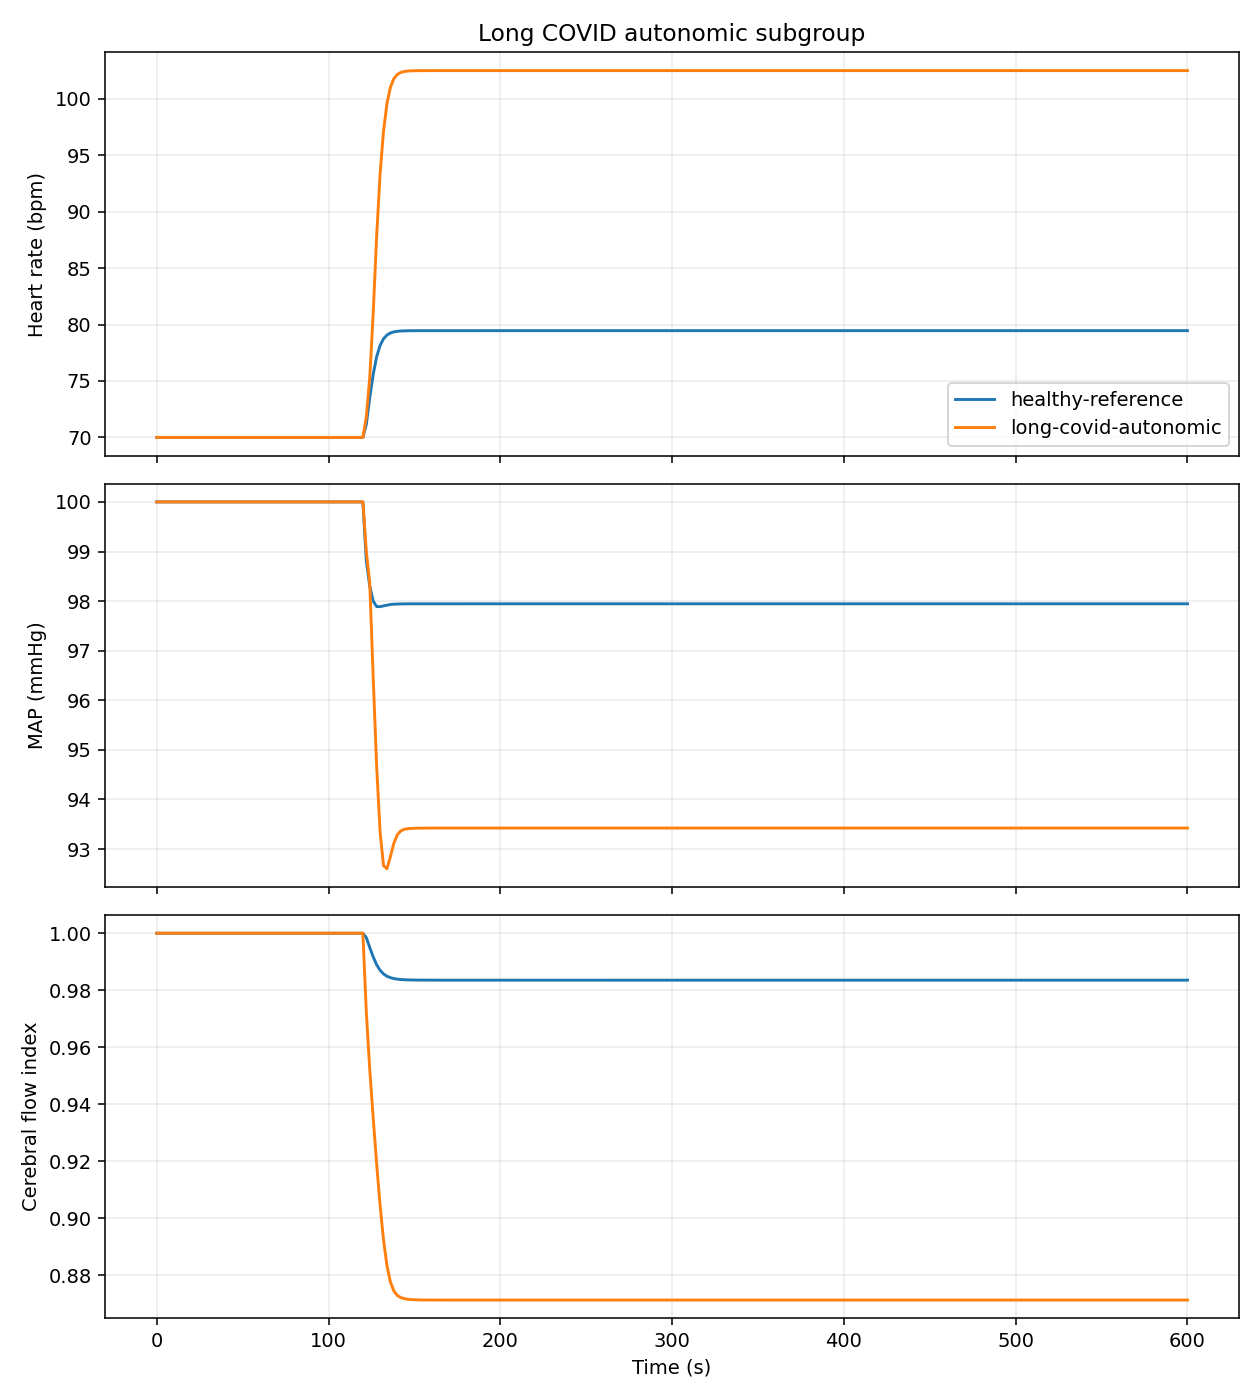 Long COVID autonomic subgroup
Heart rate (bpm)
100
95
90
85
80
75
70
healthy-reference
long-covid-autonomic
MAP (mmHg)
100
99
98
97
96
95
94
93
Cerebral flow index
1.00
0.98
0.96
0.94
0.92
0.90
0.88
0 100 200 300 400 500 600
Time (s)